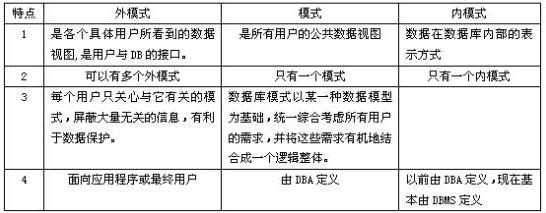 特点 外模式 模式 内模式
1 是各个具体用户所看到的数据 是所有用户的公共数据视图 数据在数据库内部的表
视图,是用户与DB的接口。 示方式
2 可以有多个外模式 只有一个模式 只有一个内模式
3 每个用户只关心与它有关的模 数据库模式以某一种数据模型
式,屏蔽大量无关的信息,有利 为基础,统一综合考虑所有用户
于数据保护。 的需求,并将这些需求有机地结
合成一个逻辑整体。
4 面向应用程序或最终用户 由DBA定义 以前由DBA定义,现在基
本由DBMS定义